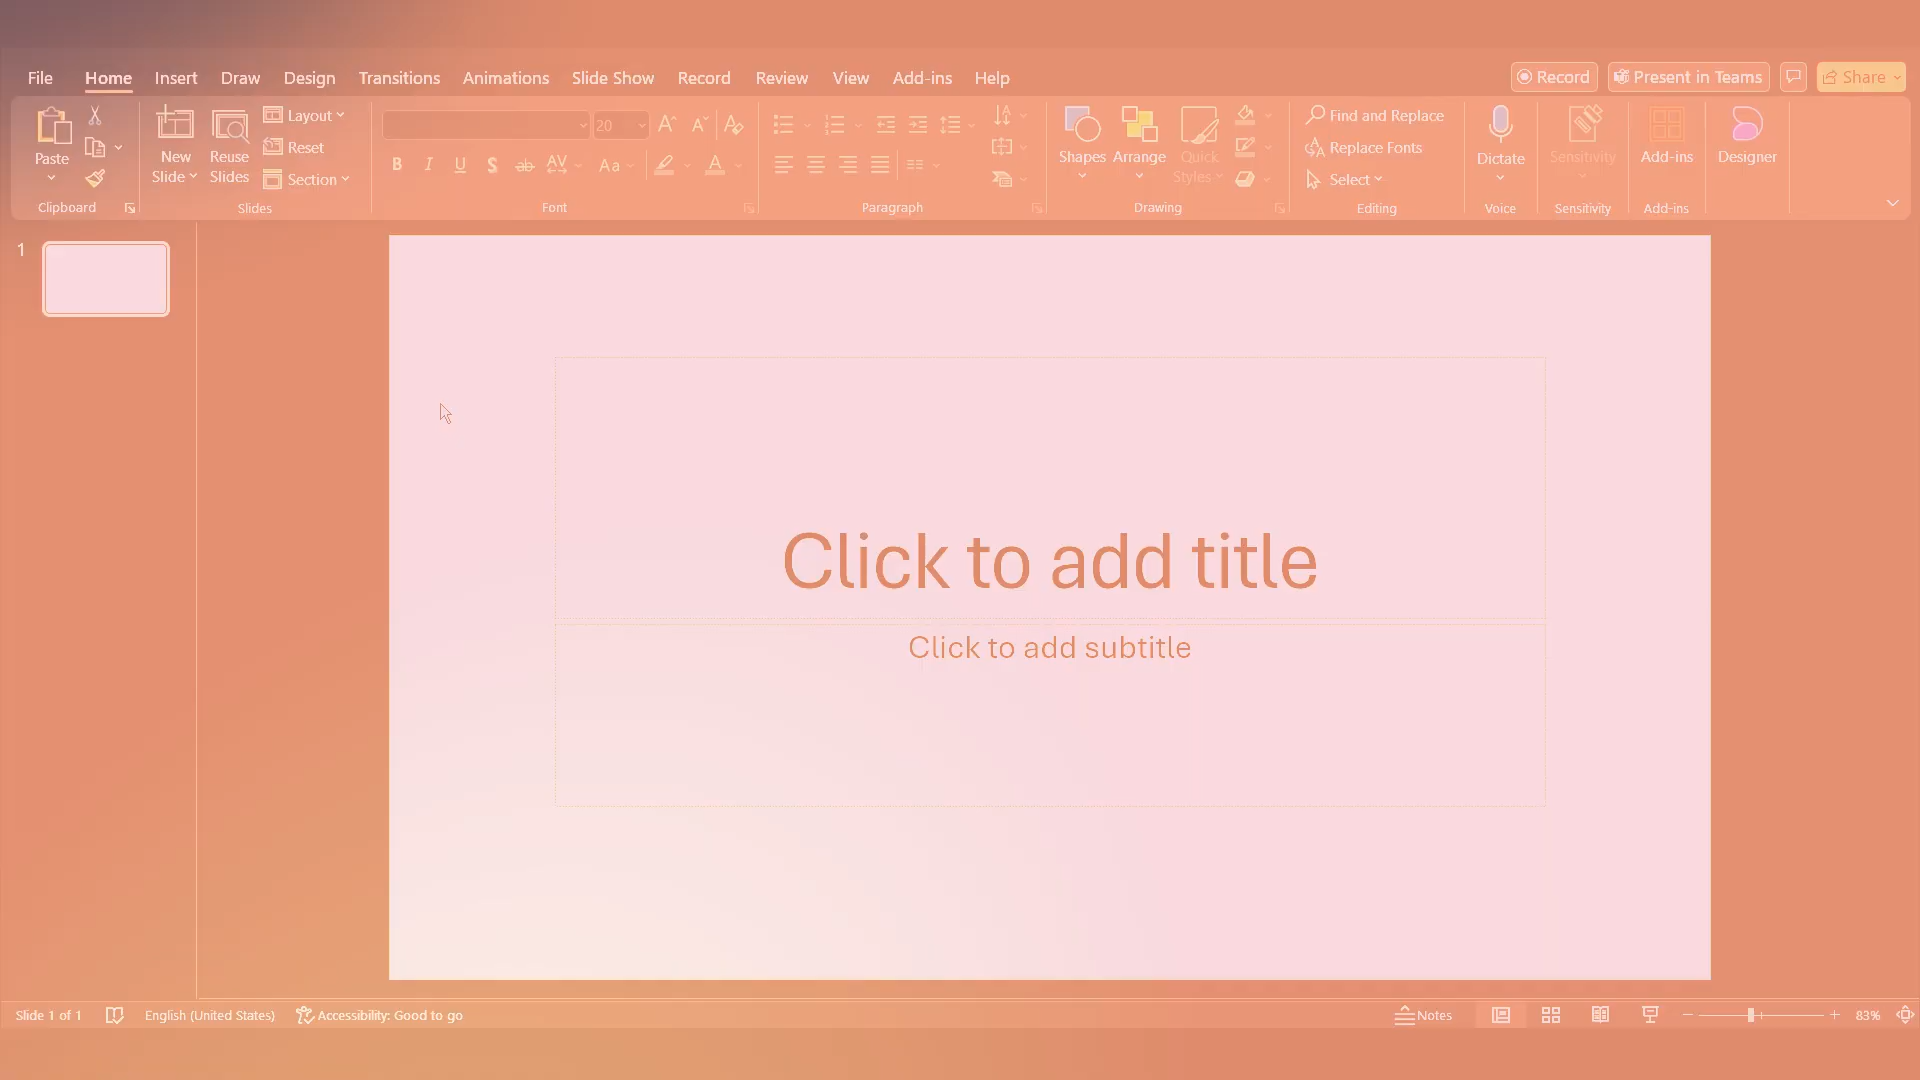 File Home Insert Draw Design Transitions Animations Slide Show Record Review View Add-ins Help Record Present in Teams Share
Paste
New
Slide
Reuse
Slides
Layout
Reset
Section
20
B I U S ab AV Aa A
Shapes
Arrange
Quick
Styles
Find and Replace
Replace Fonts
Select
Dictate
Sensitivity
Add-ins
Designer
Clipboard Slides Font Paragraph Drawing Editing Voice Sensitivity Add-ins
1
Click to add title
Click to add subtitle
Slide 1 of 1 English (United States) Accessibility: Good to go Notes 83%